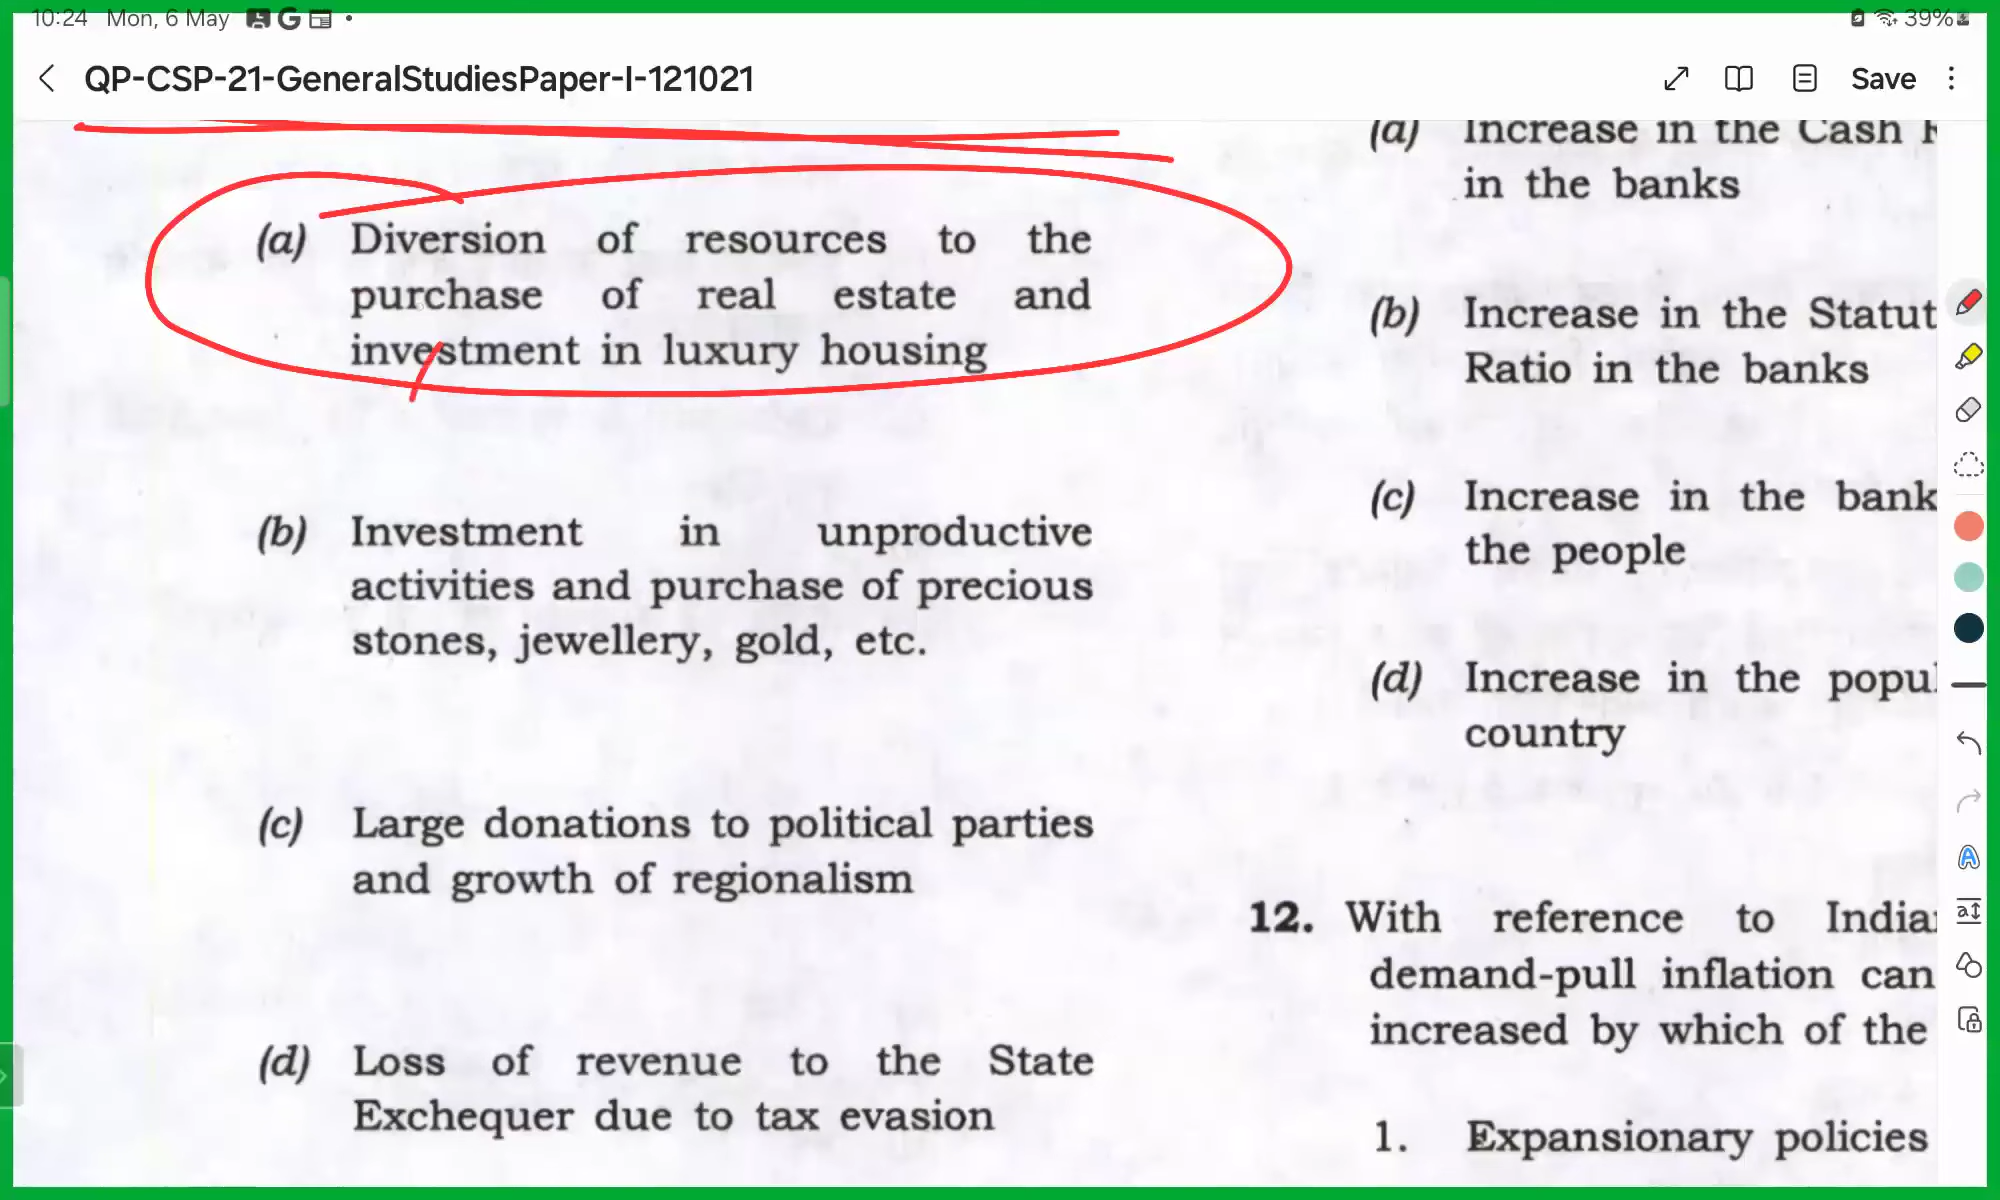 10:24 Mon, 6 May
39%
QP-CSP-21-GeneralStudiesPaper-I-121021
Save
(a) Diversion of resources to the
purchase of real estate and
investment in luxury housing
(b) Investment in unproductive
activities and purchase of precious
stones, jewellery, gold, etc.
(c) Large donations to political parties
and growth of regionalism
(d) Loss of revenue to the State
Exchequer due to tax evasion
(a) Increase in the Cash
in the banks
(b) Increase in the Statut
Ratio in the banks
(c) Increase in the bank
the people
(d) Increase in the popul
country
12. With reference to India
demand-pull inflation can
increased by which of the
1. Expansionary policies